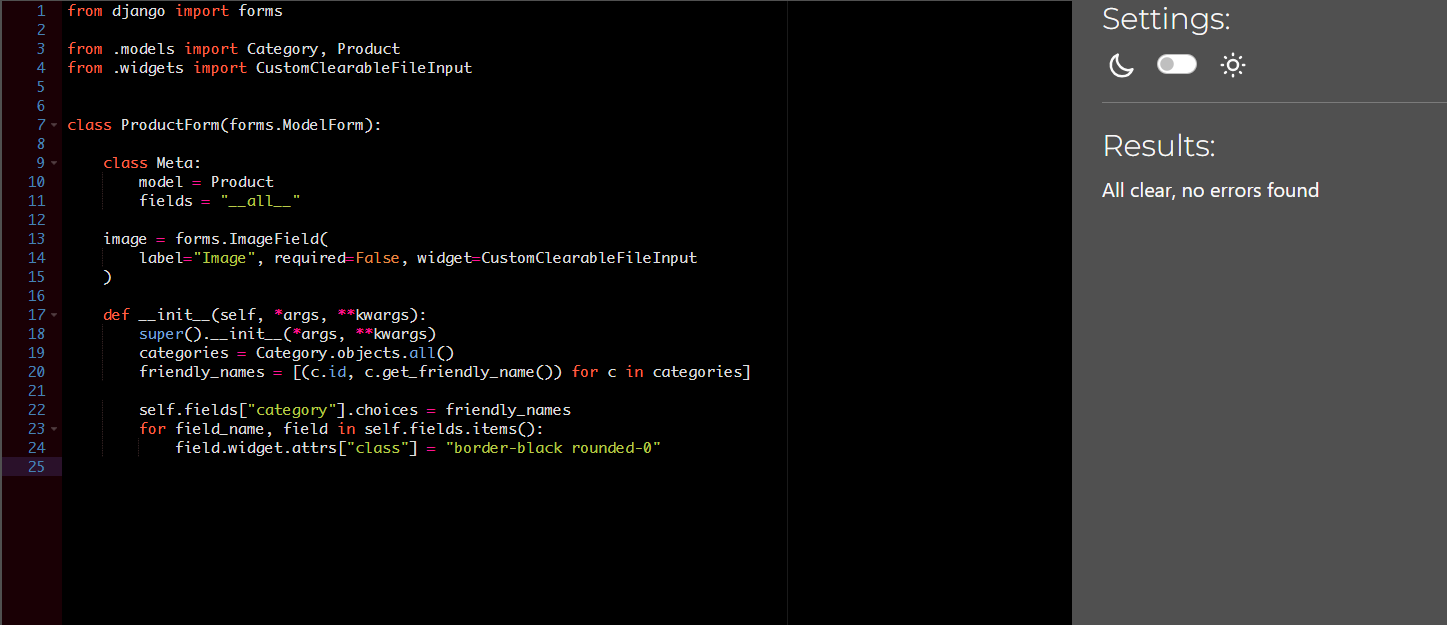 1 from django import forms
2
3 from .models import Category, Product
4 from .widgets import CustomClearableFileInput
5
6
7 class ProductForm(forms.ModelForm):
8
9     class Meta:
10         model = Product
11         fields = "__all__"
12
13     image = forms.ImageField(
14         label="Image", required=False, widget=CustomClearableFileInput
15     )
16
17     def __init__(self, *args, **kwargs):
18         super().__init__(*args, **kwargs)
19         categories = Category.objects.all()
20         friendly_names = [(c.id, c.get_friendly_name()) for c in categories]
21
22         self.fields["category"].choices = friendly_names
23         for field_name, field in self.fields.items():
24             field.widget.attrs["class"] = "border-black rounded-0"
25
Settings:
Results:
All clear, no errors found